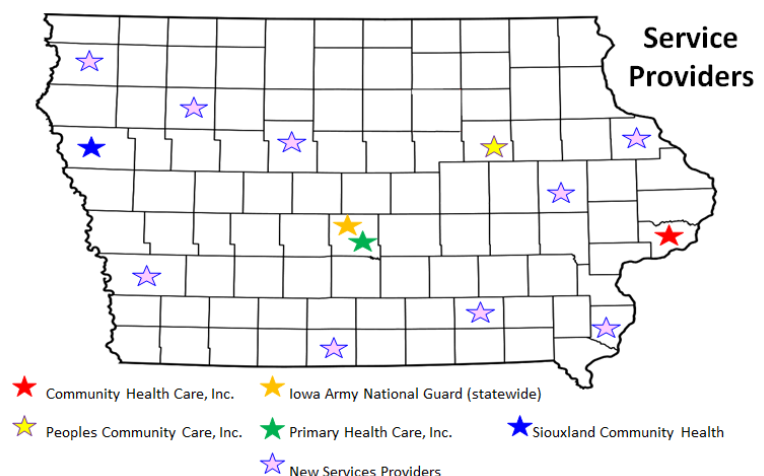 Service
Providers
Community Health Care, Inc.
Iowa Army National Guard (statewide)
Peoples Community Care, Inc.
Primary Health Care, Inc.
Siouxland Community Health
New Services Providers